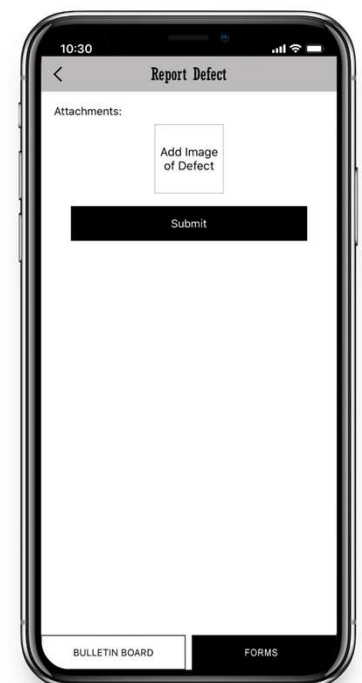 10:30
Report Defect
Attachments:
Add Image
of Defect
Submit
BULLETIN BOARD
FORMS